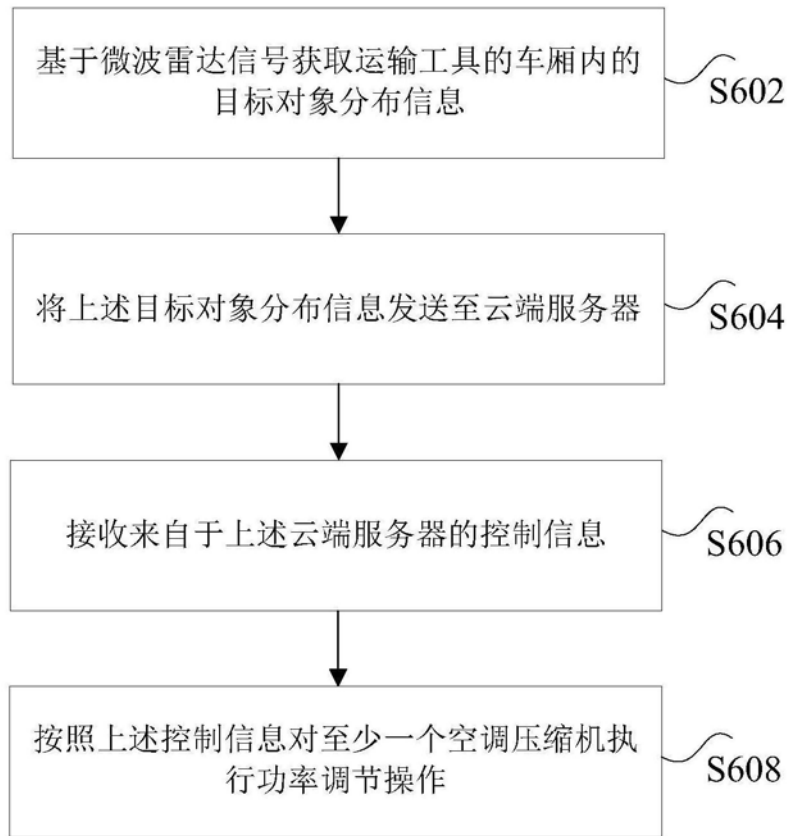 基于微波雷达信号获取运输工具的车厢内的
目标对象分布信息
S602
将上述目标对象分布信息发送至云端服务器
S604
接收来自于上述云端服务器的控制信息
S606
按照上述控制信息对至少一个空调压缩机执
行功率调节操作
S608